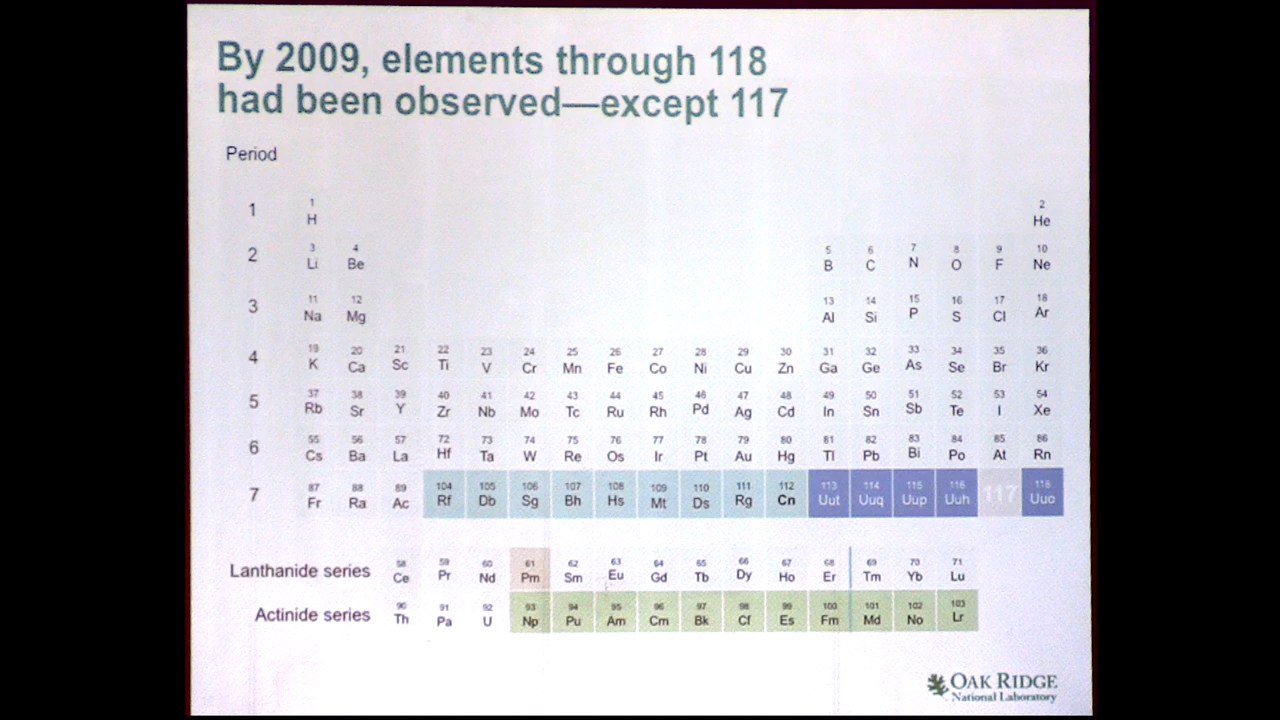 By 2009, elements through 118
had been observed—except 117
Period
1 2
1 H He
3 4 5 6 7 8 9 10
2 Li Be B C N O F Ne
11 12 13 14 15 16 17 18
3 Na Mg Al Si P S Cl Ar
19 20 21 22 23 24 25 26 27 28 29 30 31 32 33 34 35 36
4 K Ca Sc Ti V Cr Mn Fe Co Ni Cu Zn Ga Ge As Se Br Kr
37 38 39 40 41 42 43 44 45 46 47 48 49 50 51 52 53 54
5 Rb Sr Y Zr Nb Mo Tc Ru Rh Pd Ag Cd In Sn Sb Te I Xe
55 56 57 72 73 74 75 76 77 78 79 80 81 82 83 84 85 86
6 Cs Ba La Hf Ta W Re Os Ir Pt Au Hg Tl Pb Bi Po At Rn
87 88 89 104 105 106 107 108 109 110 111 112 113 114 115 116 118
7 Fr Ra Ac Rf Db Sg Bh Hs Mt Ds Rg Cn Uut Uuq Uup Uuh 117 Uuo
58 59 60 61 62 63 64 65 66 67 68 69 70 71
Lanthanide series Ce Pr Nd Pm Sm Eu Gd Tb Dy Ho Er Tm Yb Lu
90 91 92 93 94 95 96 97 98 99 100 101 102 103
Actinide series Th Pa U Np Pu Am Cm Bk Cf Es Fm Md No Lr
OAK RIDGE
National Laboratory